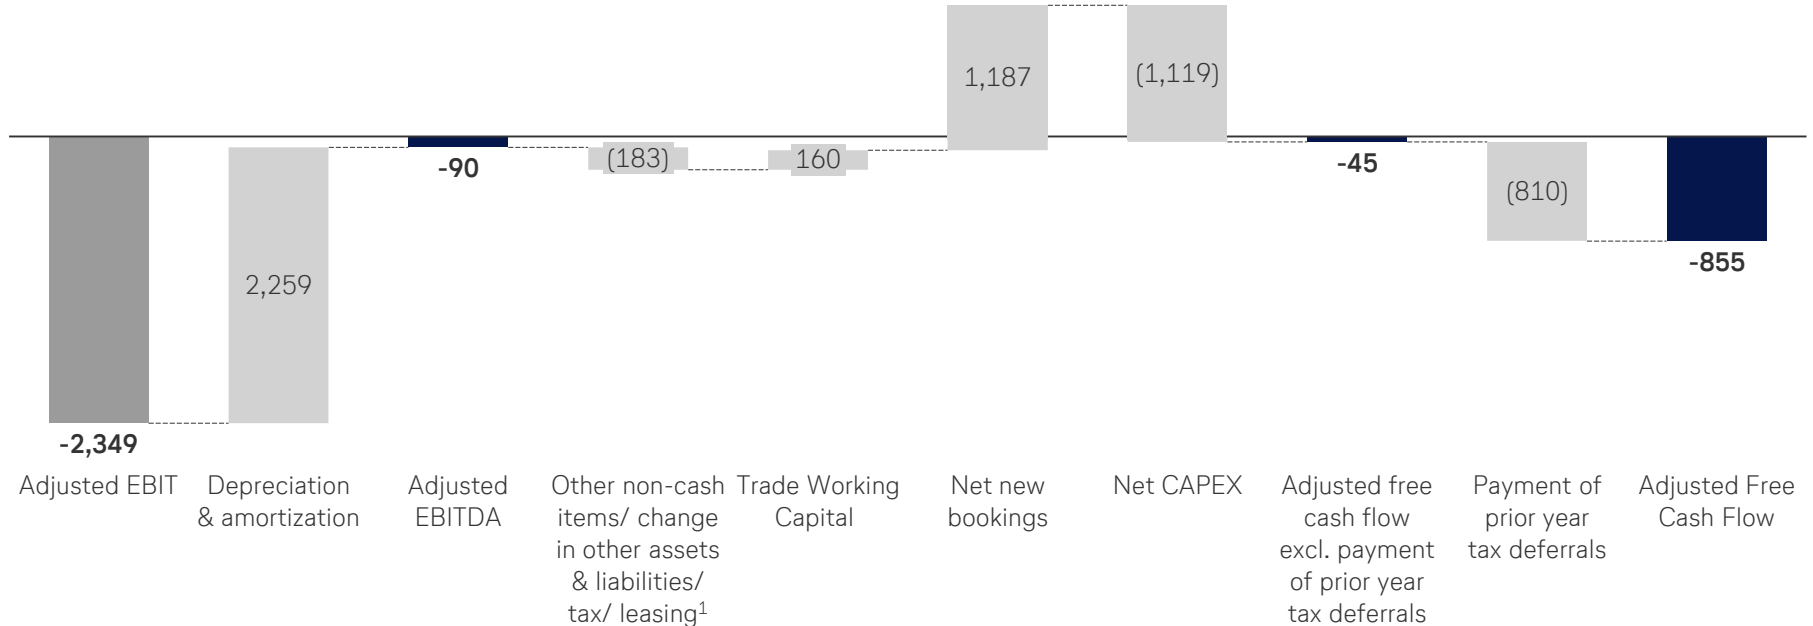 1,187
(1,119)
-90
(183)
160
-45
(810)
-855
2,259
-2,349
Adjusted EBIT
Depreciation
& amortization
Adjusted
EBITDA
Other non-cash
items/ change
in other assets
& liabilities/
tax/ leasing¹
Trade Working
Capital
Net new
bookings
Net CAPEX
Adjusted free
cash flow
excl. payment
of prior year
tax deferrals
Payment of
prior year
tax deferrals
Adjusted Free
Cash Flow